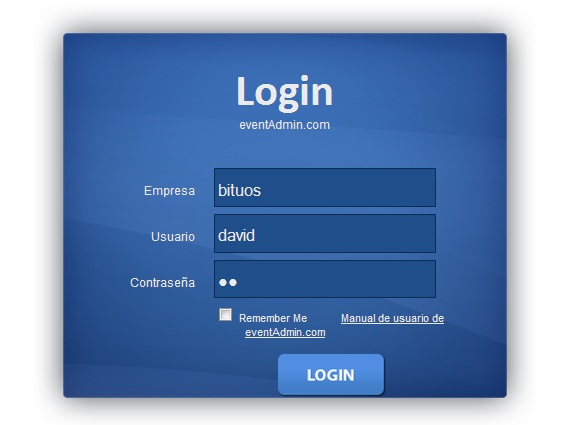 Login
eventAdmin.com
Empresa bituos
Usuario david
Contraseña ●●
Remember Me Manual de usuario de
eventAdmin.com
LOGIN